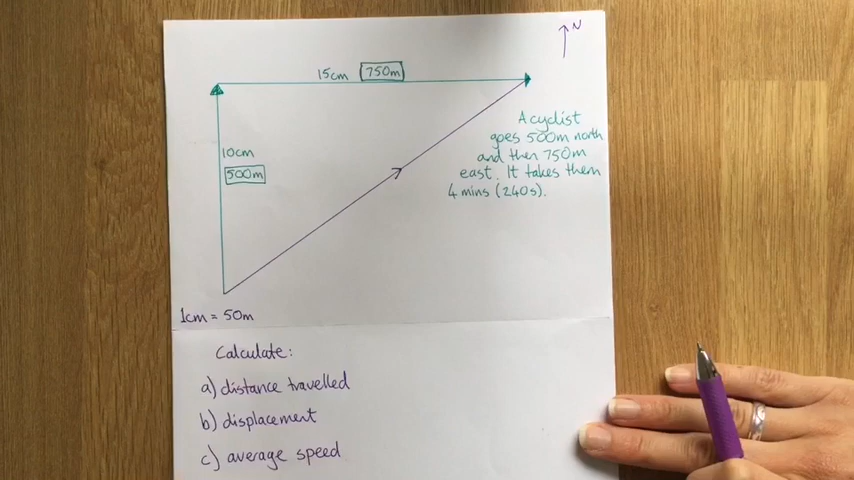 N
15cm 750m
A cyclist
goes 500m north
and then 750m
east. It takes them
4 mins (240s).
10cm
500m
1cm = 50m
Calculate:
a) distance travelled
b) displacement
c) average speed